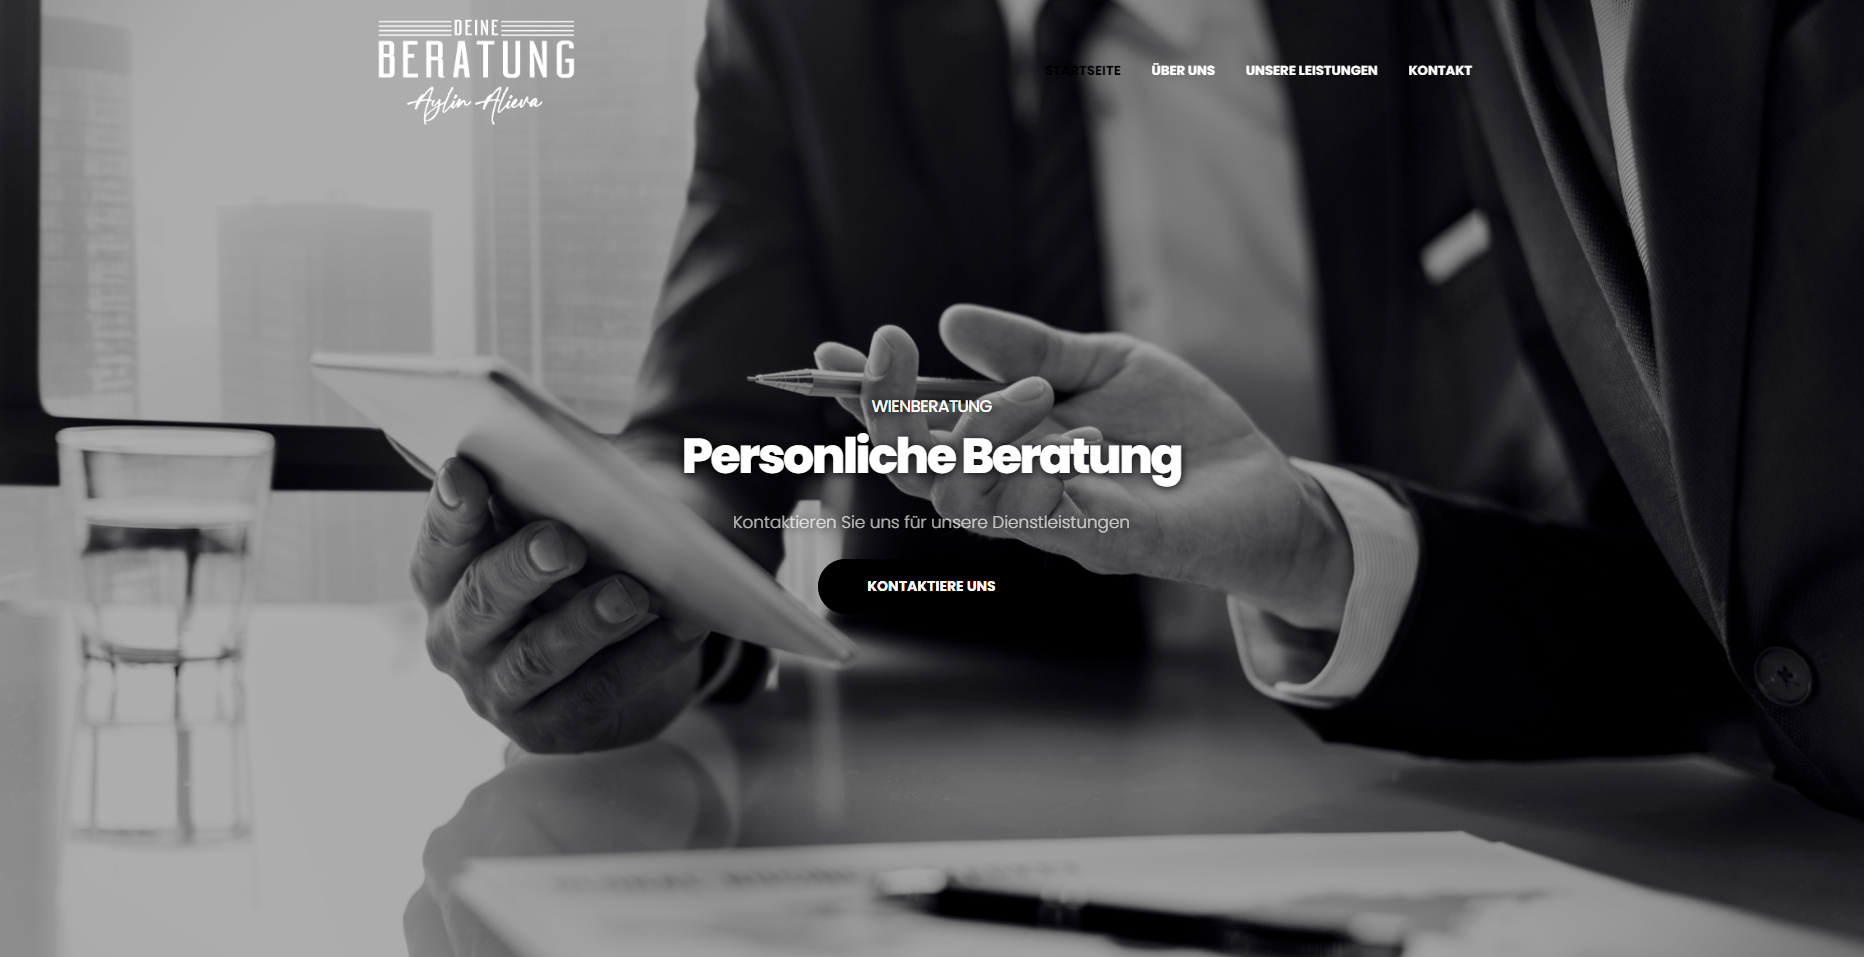 DEINE
BERATUNG
Aylin Alieva
STARTSEITE ÜBER UNS UNSERE LEISTUNGEN KONTAKT
WIENBERATUNG
Personliche Beratung
Kontaktieren Sie uns für unsere Dienstleistungen
KONTAKTIERE UNS